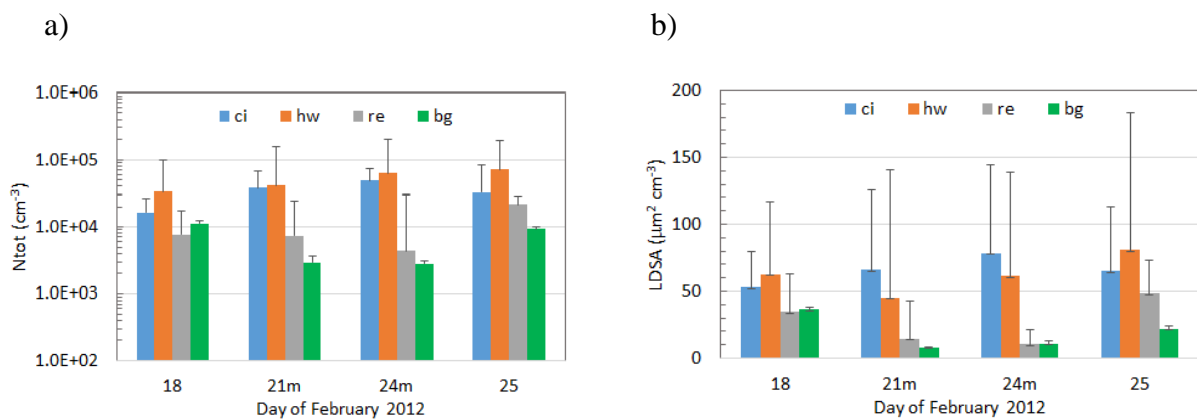 a)
1.0E+06
1.0E+05
1.0E+04
1.0E+03
1.0E+02
Ntot (cm⁻³)
ci hw re bg
18 21m 24m 25
Day of February 2012
b)
200
150
100
50
0
LDSA (µm² cm⁻³)
ci hw re bg
18 21m 24m 25
Day of February 2012